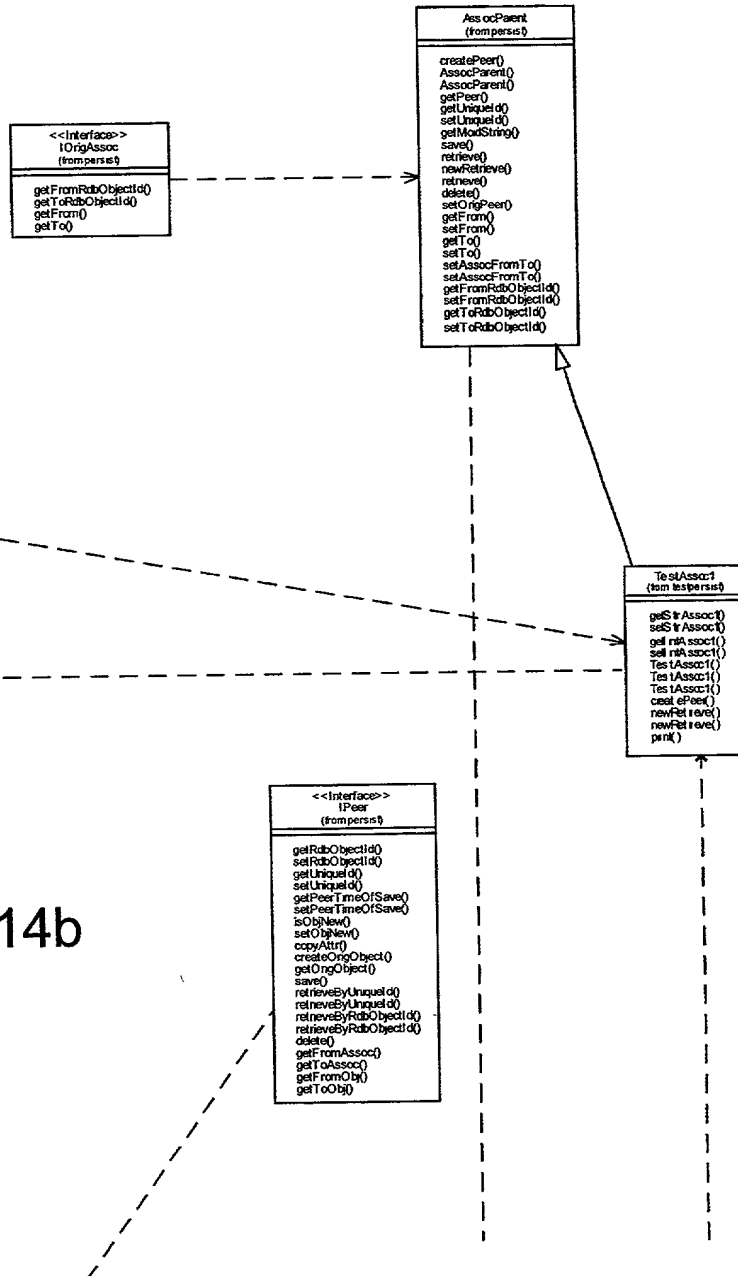 AssocParent
(from persist)
createPeer()
AssocParent()
AssocParent()
getPeer()
getUniqueId()
setUniqueId()
getModString()
save()
retrieve()
newRetrieve()
retrieve()
delete()
setOrigPeer()
getFrom()
setFrom()
getTo()
setTo()
setAssocFromTo()
setAssocFromTo()
getFromRdbObjectId()
setFromRdbObjectId()
getToRdbObjectId()
setToRdbObjectId()
<<Interface>>
IOrigAssoc
(from persist)
getFromRdbObjectId()
getToRdbObjectId()
getFrom()
getTo()
TestAssoc1
(from testpersist)
getStrAssoc1()
setStrAssoc1()
getIntAssoc1()
setIntAssoc1()
TestAssoc1()
TestAssoc1()
TestAssoc1()
createPeer()
newRetrieve()
newRetrieve()
print()
<<Interface>>
IPeer
(from persist)
getRdbObjectId()
setRdbObjectId()
getUniqueId()
setUniqueId()
getPeerTimeOfSave()
setPeerTimeOfSave()
isObjNew()
setObjNew()
copyAttr()
createOrigObject()
getOrigObject()
save()
retrieveByUniqueId()
retrieveByUniqueId()
retrieveByRdbObjectId()
retrieveByRdbObjectId()
delete()
getFromAssoc()
getToAssoc()
getFromObj()
getToObj()
14b